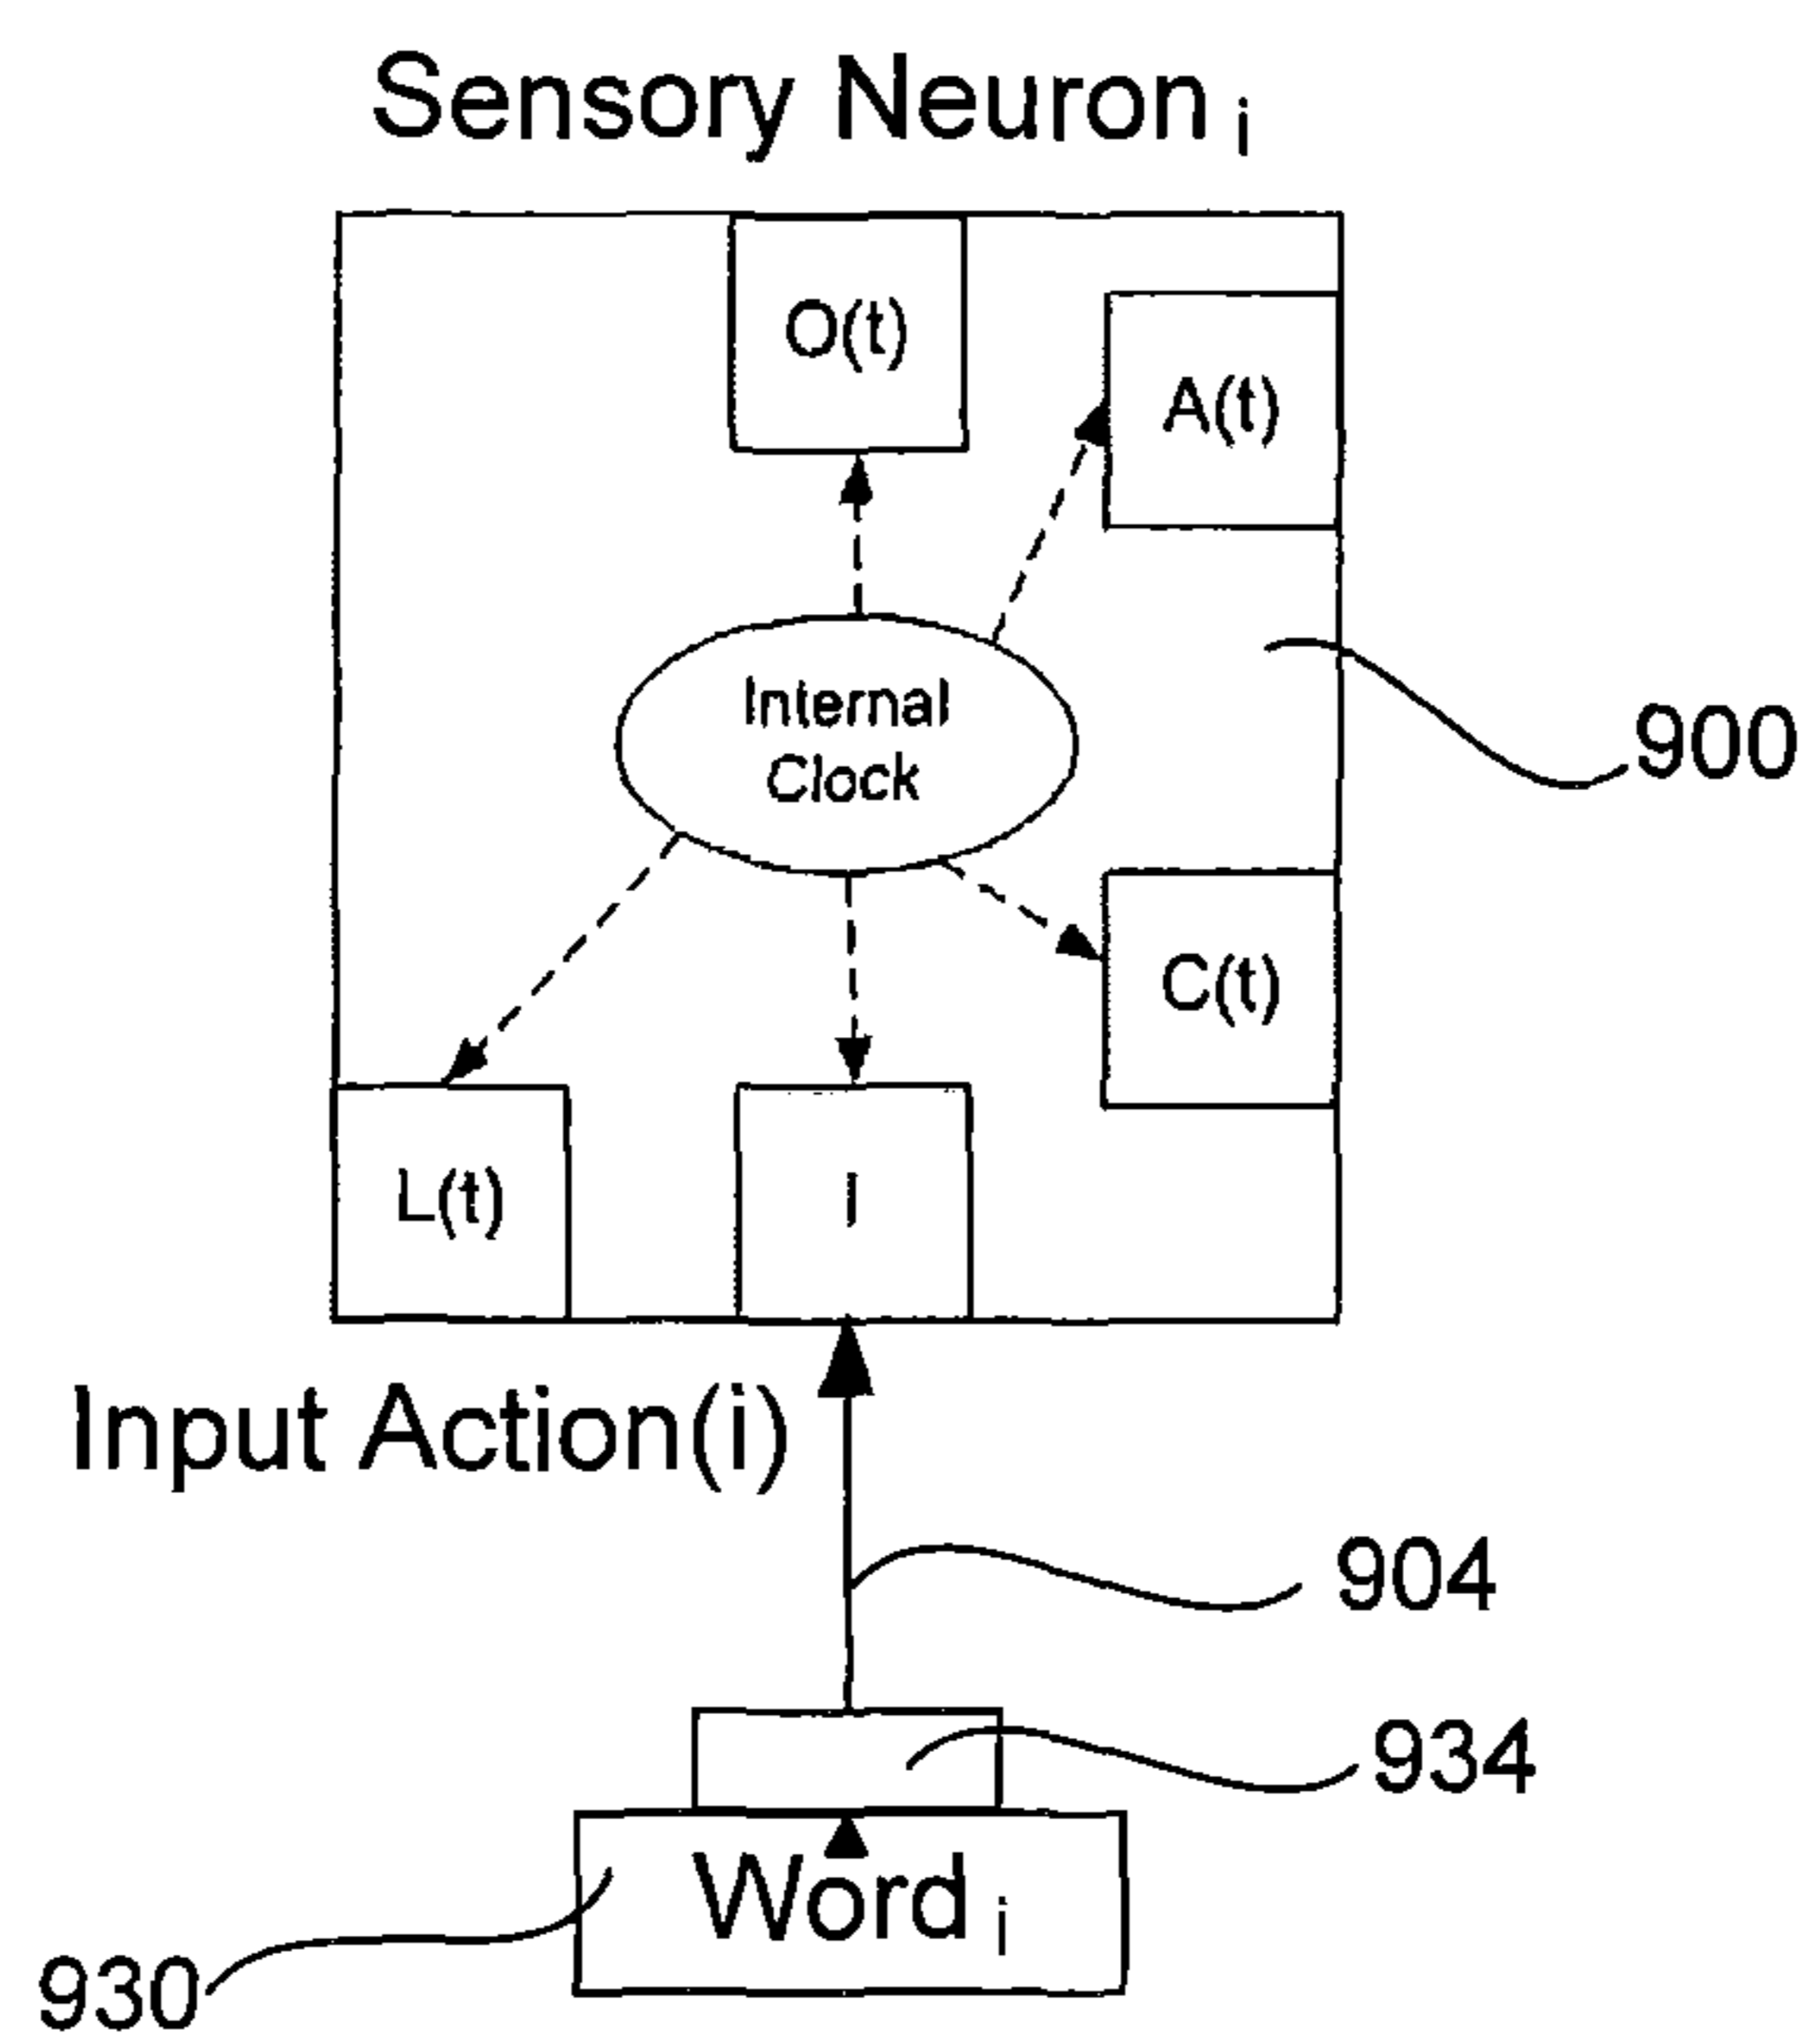 Sensory Neuron i
O(t)
A(t)
Internal
Clock
900
C(t)
L(t)
I
Input Action(i)
904
934
Word i
930